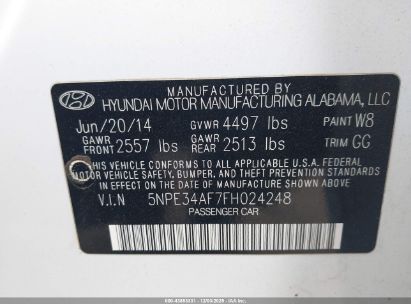 MANUFACTURED BY
HYUNDAI MOTOR MANUFACTURING ALABAMA, LLC
Jun/20/14 GVWR 4497 lbs PAINT W8
GAWR FRONT 2557 lbs GAWR REAR 2513 lbs TRIM GG
THIS VEHICLE CONFORMS TO ALL APPLICABLE U.S. FEDERAL
MOTOR VEHICLE SAFETY, BUMPER, AND THEFT PREVENTION STANDARDS
IN EFFECT ON THE DATE OF MANUFACTURE SHOWN ABOVE.
V.I.N 5NPE34AF7FH024248
PASSENGER CAR